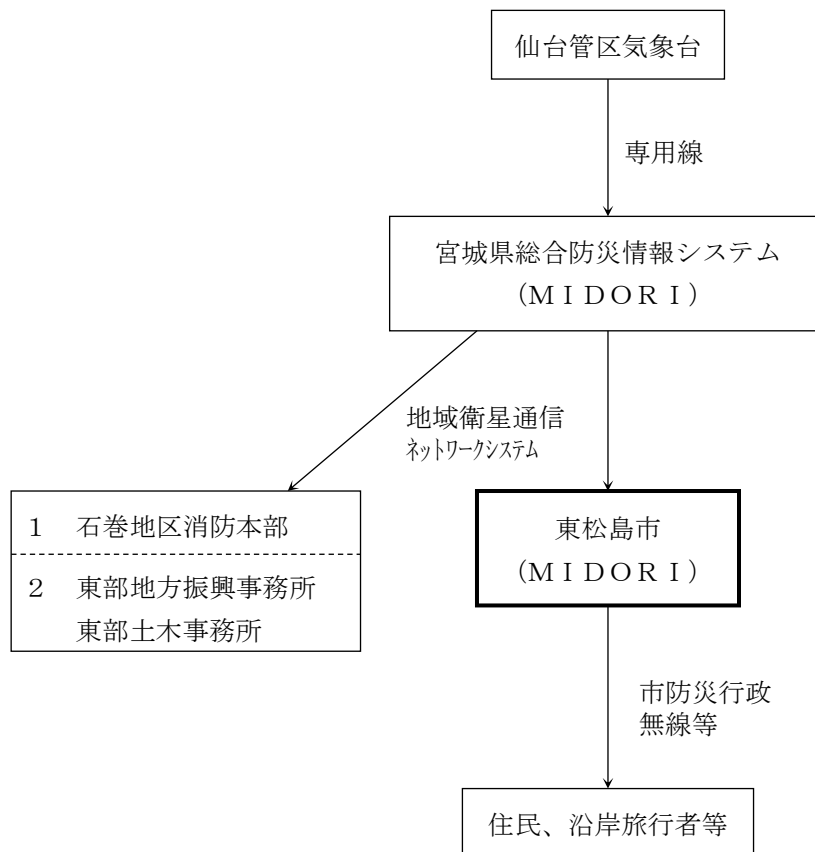 仙台管区気象台
専用線
宮城県総合防災情報システム
（ＭＩＤＯＲＩ）
地域衛星通信
ﾈｯﾄﾜｰｸｼｽﾃﾑ
１　石巻地区消防本部
２　東部地方振興事務所
東部土木事務所
東松島市
（ＭＩＤＯＲＩ）
市防災行政
無線等
住民、沿岸旅行者等